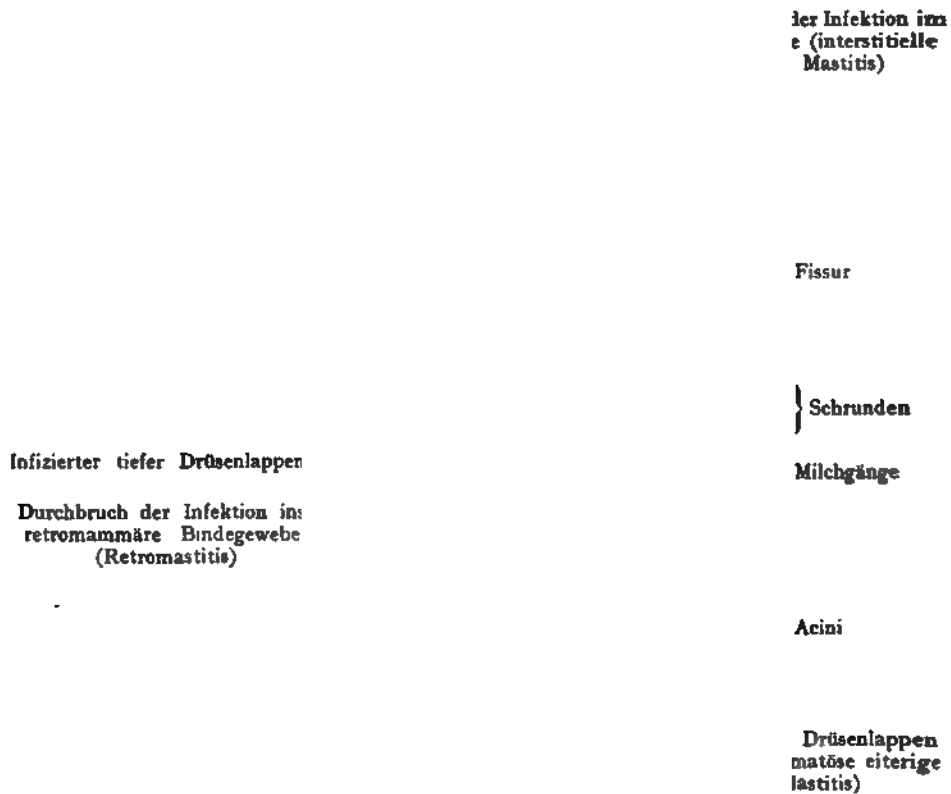 der Infektion im
e (interstitielle
Mastitis)
Fissur
Schrunden
Infizierter tiefer Drüsenlappen
Milchgänge
Durchbruch der Infektion ins
retromammäre Bindegewebe
(Retromastitis)
Acini
Drüsenlappen
matöse eiterige
lastitis)